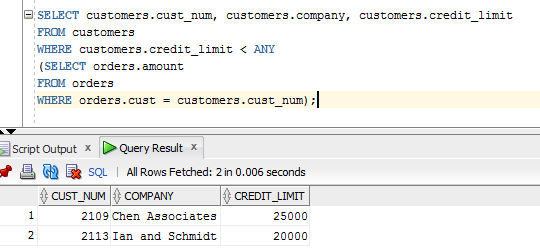 SELECT customers.cust_num, customers.company, customers.credit_limit
FROM customers
WHERE customers.credit_limit < ANY
(SELECT orders.amount
FROM orders
WHERE orders.cust = customers.cust_num);
Script Output x Query Result x
SQL | All Rows Fetched: 2 in 0.006 seconds
CUST_NUM COMPANY CREDIT_LIMIT
1 2109 Chen Associates 25000
2 2113 Ian and Schmidt 20000